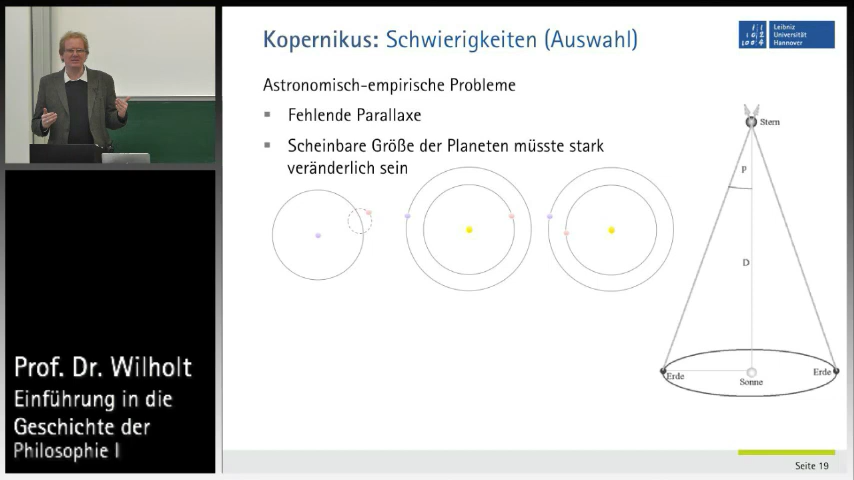 Kopernikus: Schwierigkeiten (Auswahl)
Leibniz
Universität
Hannover
Astronomisch-empirische Probleme
Fehlende Parallaxe
Scheinbare Größe der Planeten müsste stark
veränderlich sein
Stern
P
D
Erde
Sonne
Erde
Prof. Dr. Wilholt
Einführung in die
Geschichte der
Philosophie I
Seite 19